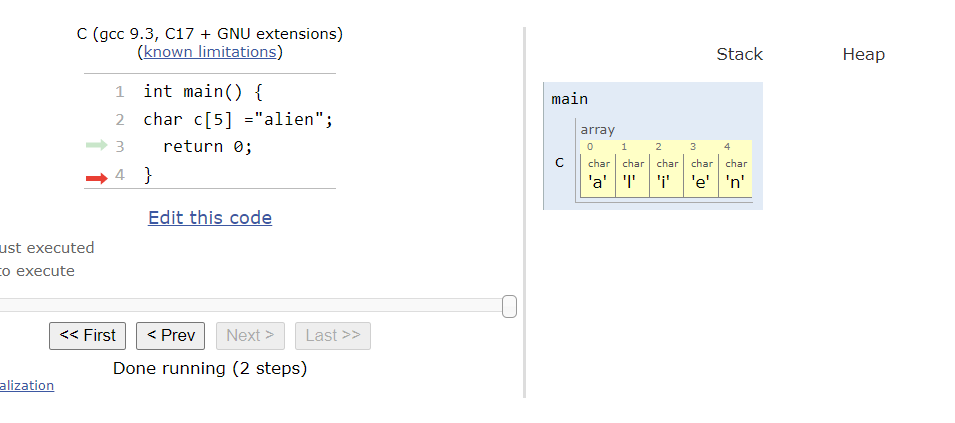 C (gcc 9.3, C17 + GNU extensions)
(known limitations)
1 int main() {
2 char c[5] ="alien";
3 return 0;
4 }
Edit this code
ust executed
to execute
<< First < Prev Next > Last >>
Done running (2 steps)
alization
Stack Heap
main
array
0 1 2 3 4
char char char char char
c 'a' 'l' 'i' 'e' 'n'